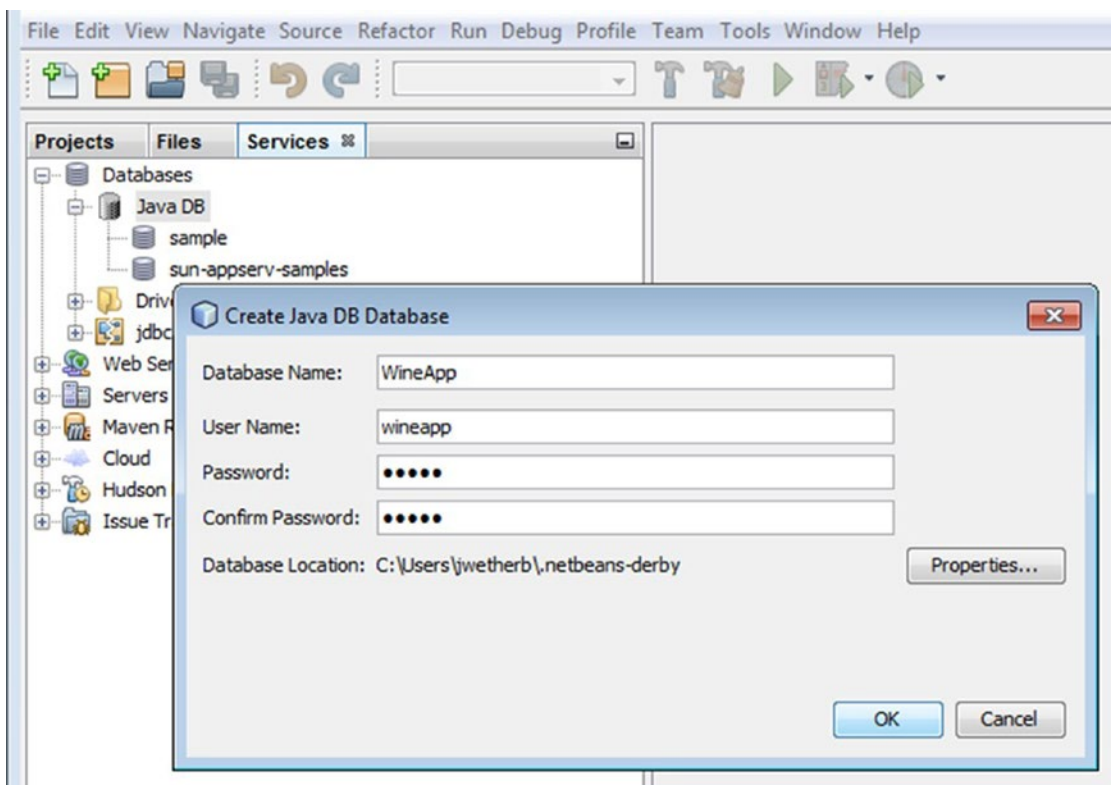 File Edit View Navigate Source Refactor Run Debug Profile Team Tools Window Help
Projects Files Services
Databases
Java DB
sample
sun-appserv-samples
jdbc
Web Ser
Servers
Maven R
Cloud
Hudson
Issue Tr
Create Java DB Database
Database Name: WineApp
User Name: wineapp
Password: •••••
Confirm Password: •••••
Database Location: C:\Users\jwetherb\.netbeans-derby
Properties...
OK Cancel